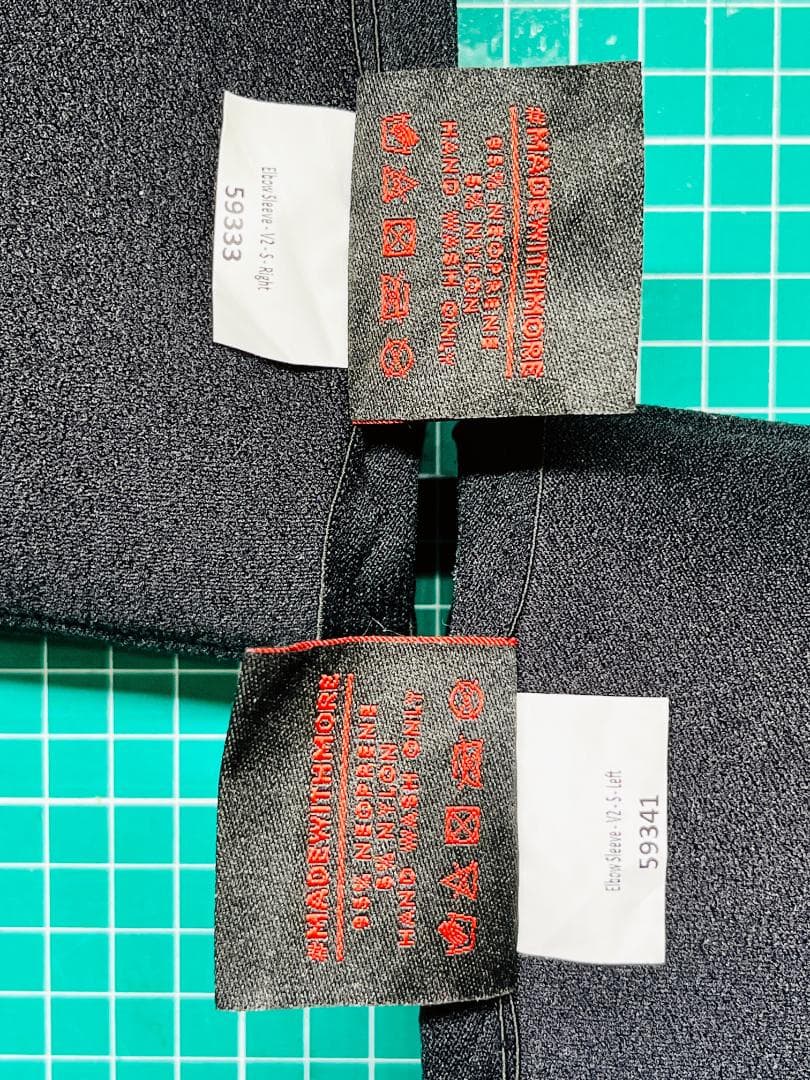 #MADEWITHMORE
95% NEOPRENE
5% NYLON
HAND WASH ONLY
Elbow Sleeve - V2 - S - Right
59333
#MADEWITHMORE
95% NEOPRENE
5% NYLON
HAND WASH ONLY
Elbow Sleeve - V2 - S - Left
59341